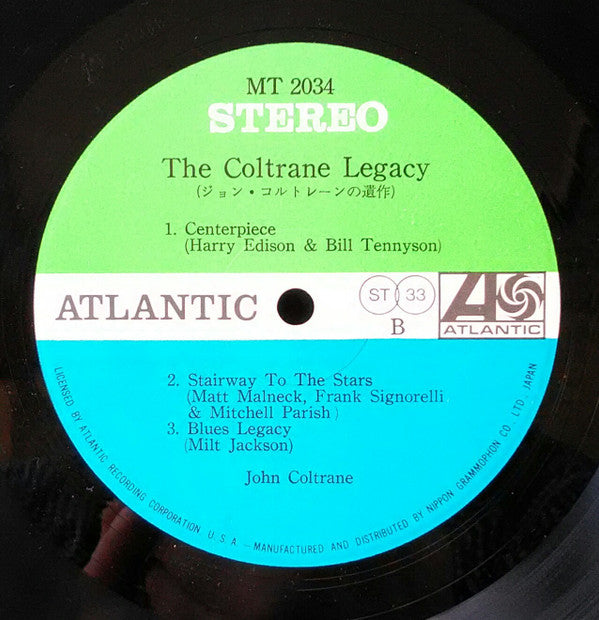 MT 2034
STEREO
The Coltrane Legacy
(ジョン・コルトレーンの遺作)
1. Centerpiece
(Harry Edison & Bill Tennyson)
ATLANTIC
ST 33
B
A
ATLANTIC
2. Stairway To The Stars
(Matt Malneck, Frank Signorelli
& Mitchell Parish)
3. Blues Legacy
(Milt Jackson)
John Coltrane
LICENSED BY ATLANTIC RECORDING CORPORATION U.S.A.—MANUFACTURED AND DISTRIBUTED BY NIPPON GRAMMOPHON CO., LTD., JAPAN